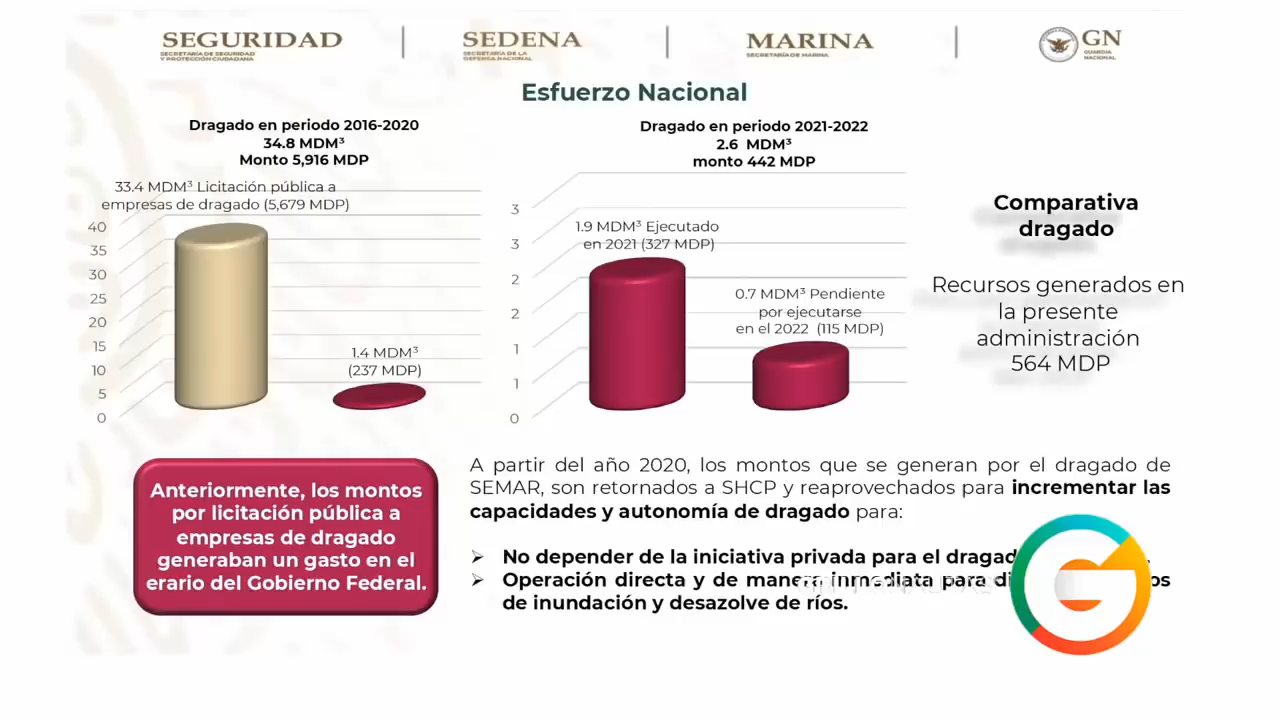 SEGURIDAD
SECRETARÍA DE SEGURIDAD
Y PROTECCIÓN CIUDADANA
SEDENA
SECRETARÍA DE LA
DEFENSA NACIONAL
MARINA
SECRETARÍA DE MARINA
GN
GUARDIA
NACIONAL
Esfuerzo Nacional
Dragado en periodo 2016-2020
34.8 MDM³
Monto 5,916 MDP
33.4 MDM³ Licitación pública a
empresas de dragado (5,679 MDP)
40
35
30
25
20
15
10
5
0
1.4 MDM³
(237 MDP)
Dragado en periodo 2021-2022
2.6 MDM³
monto 442 MDP
3
3
2
2
1
1
0
1.9 MDM³ Ejecutado
en 2021 (327 MDP)
0.7 MDM³ Pendiente
por ejecutarse
en el 2022 (115 MDP)
Comparativa
dragado
Recursos generados en
la presente
administración
564 MDP
Anteriormente, los montos
por licitación pública a
empresas de dragado
generaban un gasto en el
erario del Gobierno Federal.
A partir del año 2020, los montos que se generan por el dragado de
SEMAR, son retornados a SHCP y reaprovechados para incrementar las
capacidades y autonomía de dragado para:
➢ No depender de la iniciativa privada para el
➢ Operación directa y de manera para
de inundación y desazolve de ríos.
G